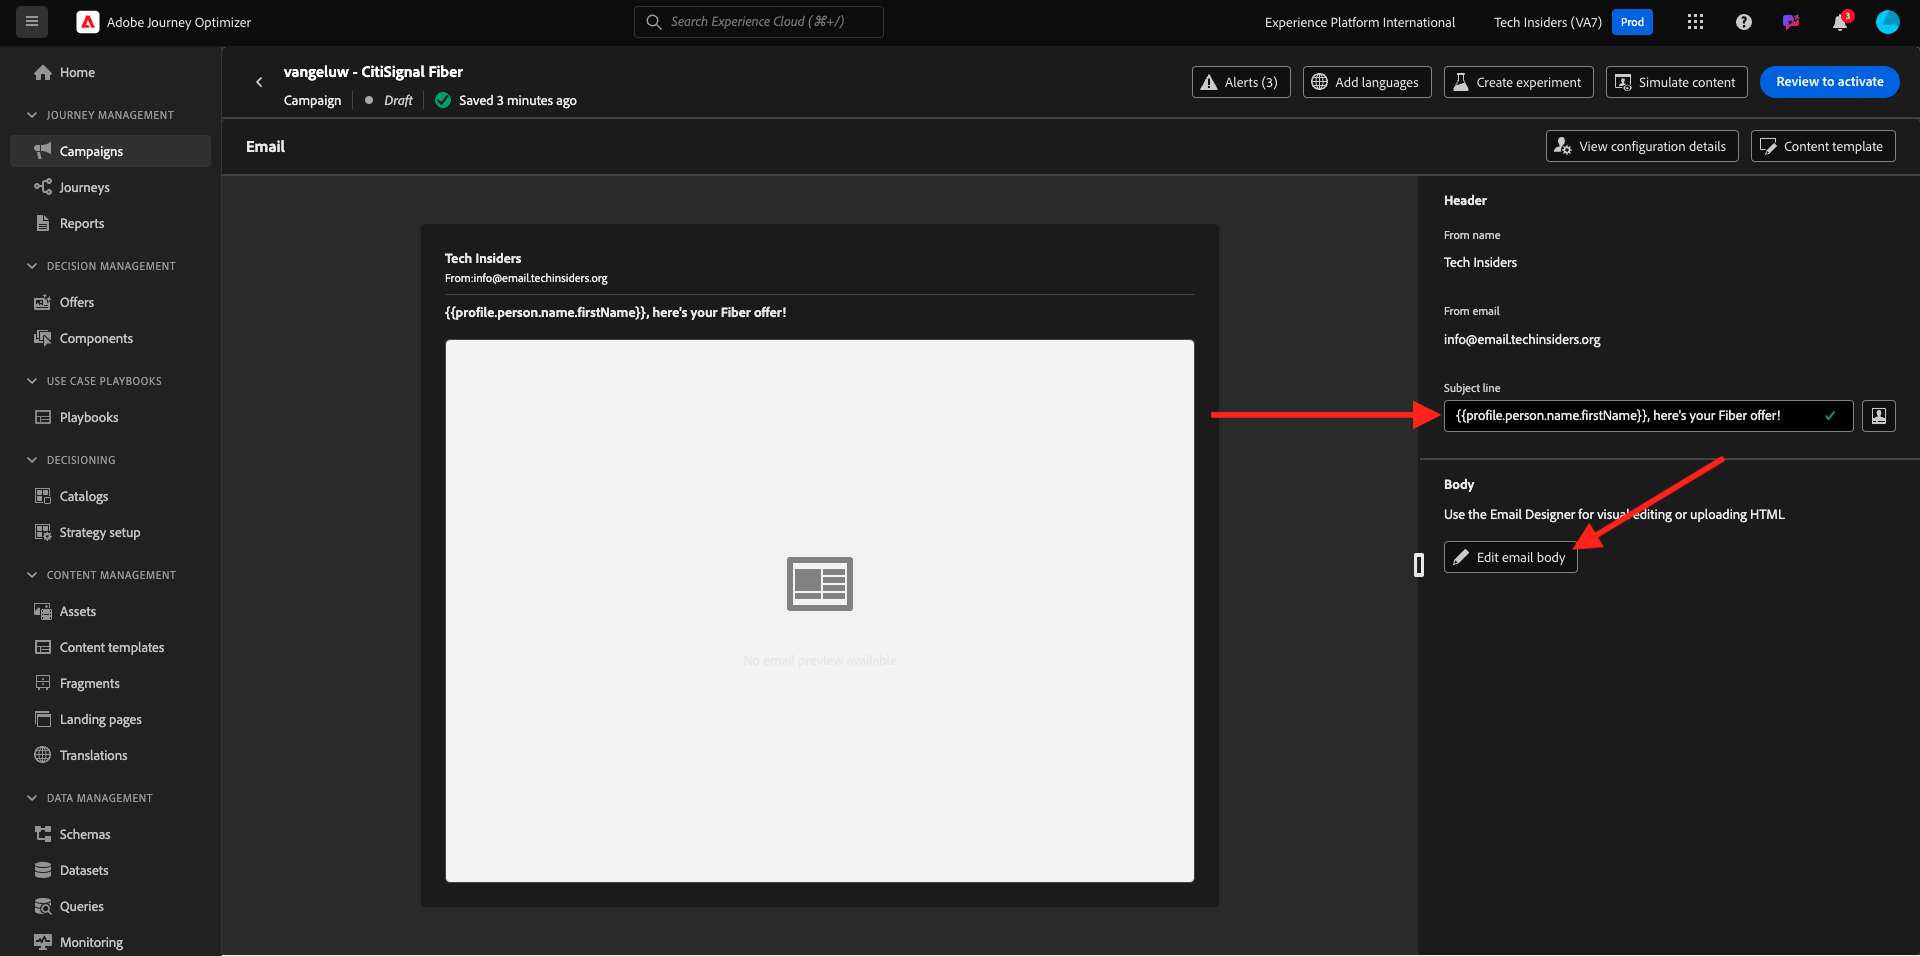 Adobe Journey Optimizer
Search Experience Cloud (⌘+/)
Experience Platform International
Tech Insiders (VA7)
Prod
3
Home
JOURNEY MANAGEMENT
Campaigns
Journeys
Reports
DECISION MANAGEMENT
Offers
Components
USE CASE PLAYBOOKS
Playbooks
DECISIONING
Catalogs
Strategy setup
CONTENT MANAGEMENT
Assets
Content templates
Fragments
Landing pages
Translations
DATA MANAGEMENT
Schemas
Datasets
Queries
Monitoring
vangeluw - CitiSignal Fiber
Campaign
Draft
Saved 3 minutes ago
Alerts (3)
Add languages
Create experiment
Simulate content
Review to activate
Email
View configuration details
Content template
Tech Insiders
From:info@email.techinsiders.org
{{profile.person.name.firstName}}, here's your Fiber offer!
No email preview available
Header
From name
Tech Insiders
From email
info@email.techinsiders.org
Subject line
{{profile.person.name.firstName}}, here's your Fiber offer!
Body
Use the Email Designer for visual editing or uploading HTML
Edit email body